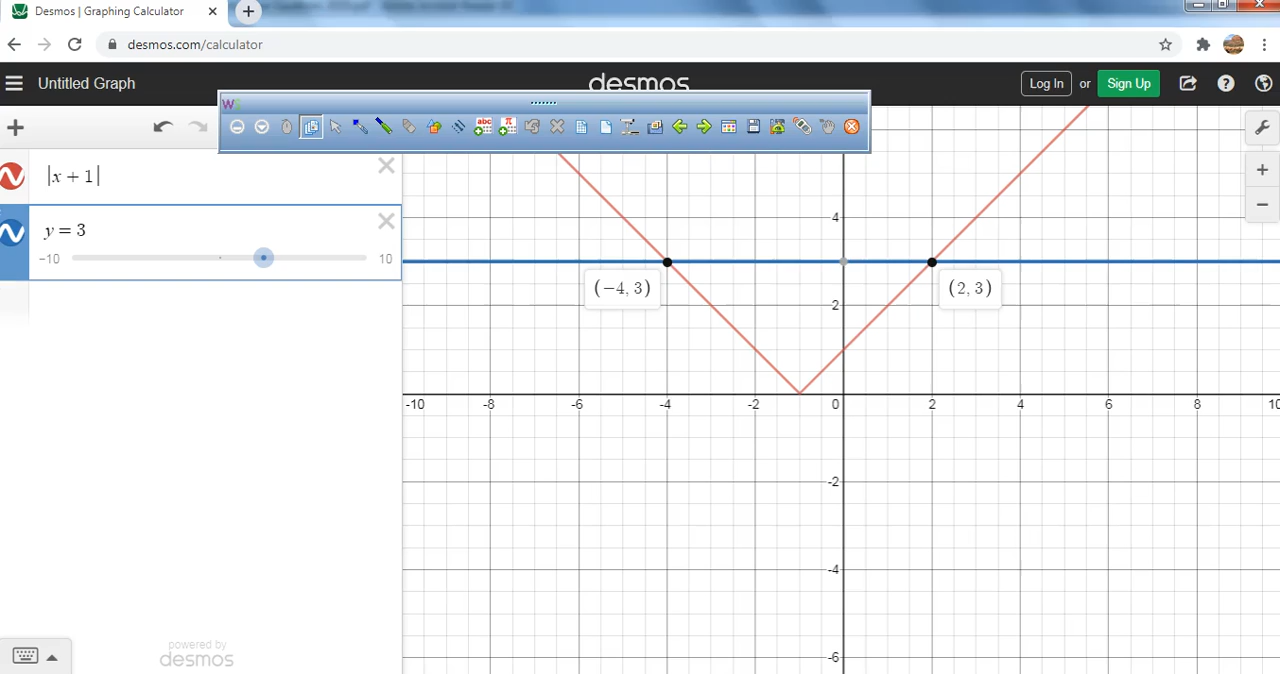 Desmos | Graphing Calculator
desmos.com/calculator
Untitled Graph
desmos
Log In or Sign Up
W
abc
π
|x + 1|
y = 3
−10 10
(−4, 3)
(2, 3)
4
2
-10 -8 -6 -4 -2 0 2 4 6 8 10
-2
-4
-6
powered by
desmos